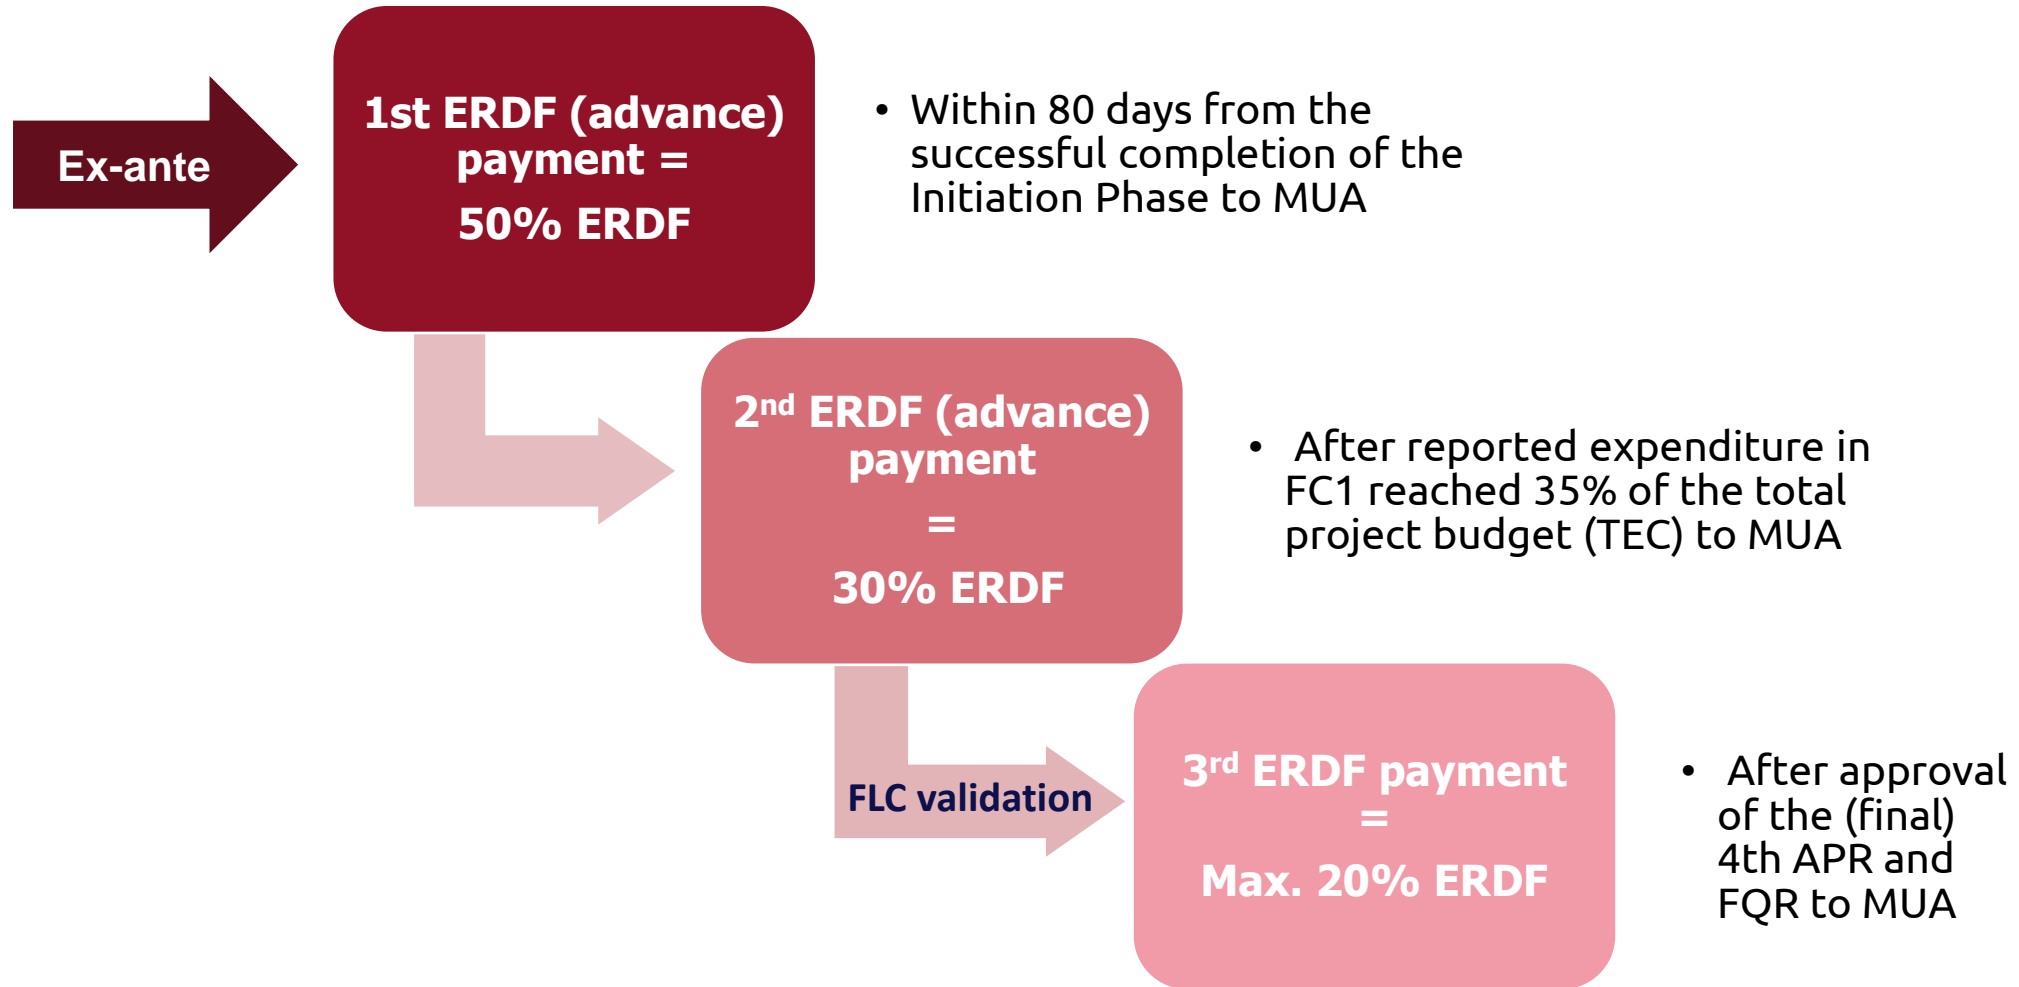 Ex-ante
1st ERDF (advance)
payment =
50% ERDF
• Within 80 days from the
successful completion of the
Initiation Phase to MUA
2nd ERDF (advance)
payment
=
30% ERDF
• After reported expenditure in
FC1 reached 35% of the total
project budget (TEC) to MUA
FLC validation
3rd ERDF payment
=
Max. 20% ERDF
• After approval
of the (final)
4th APR and
FQR to MUA